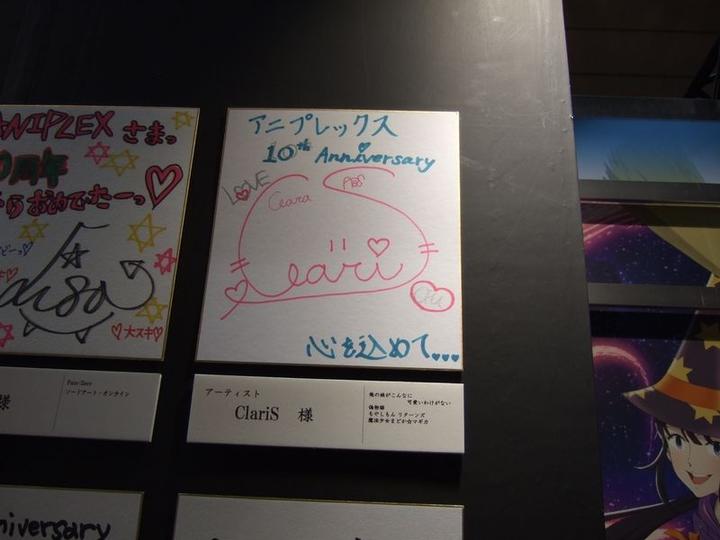 ANIPLEX さまっ
0周年
らおめでたーっ♡
大スキ
Fate/Zero
ソードアート・オンライン
様
アニプレックス
10th Anniversary
LOVE
Clara
心を込めて...
アーティスト
ClariS 様
俺の妹がこんなに
可愛いわけがない
偽物語
もやしもん リターンズ
魔法少女まどか☆マギカ
niversary